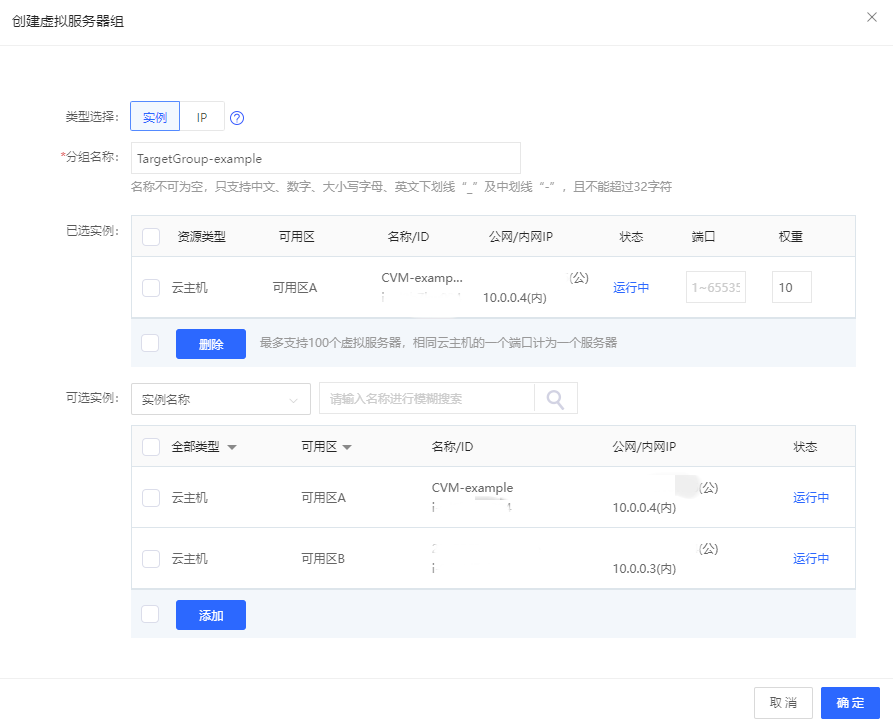 创建虚拟服务器组
类型选择： 实例 IP ?
*分组名称： TargetGroup-example
名称不可为空，只支持中文、数字、大小写字母、英文下划线“_”及中划线“-”，且不能超过32字符
已选实例： 资源类型 可用区 名称/ID 公网/内网IP 状态 端口 权重
CVM-examp... (公)
云主机 可用区A 运行中 1~65535 10
10.0.0.4(内)
删除 最多支持100个虚拟服务器，相同云主机的一个端口计为一个服务器
可选实例： 实例名称 请输入名称进行模糊搜索
全部类型 可用区 名称/ID 公网/内网IP 状态
CVM-example (公)
云主机 可用区A 运行中
10.0.0.4(内)
(公)
云主机 可用区B 运行中
10.0.0.3(内)
添加
取消 确定